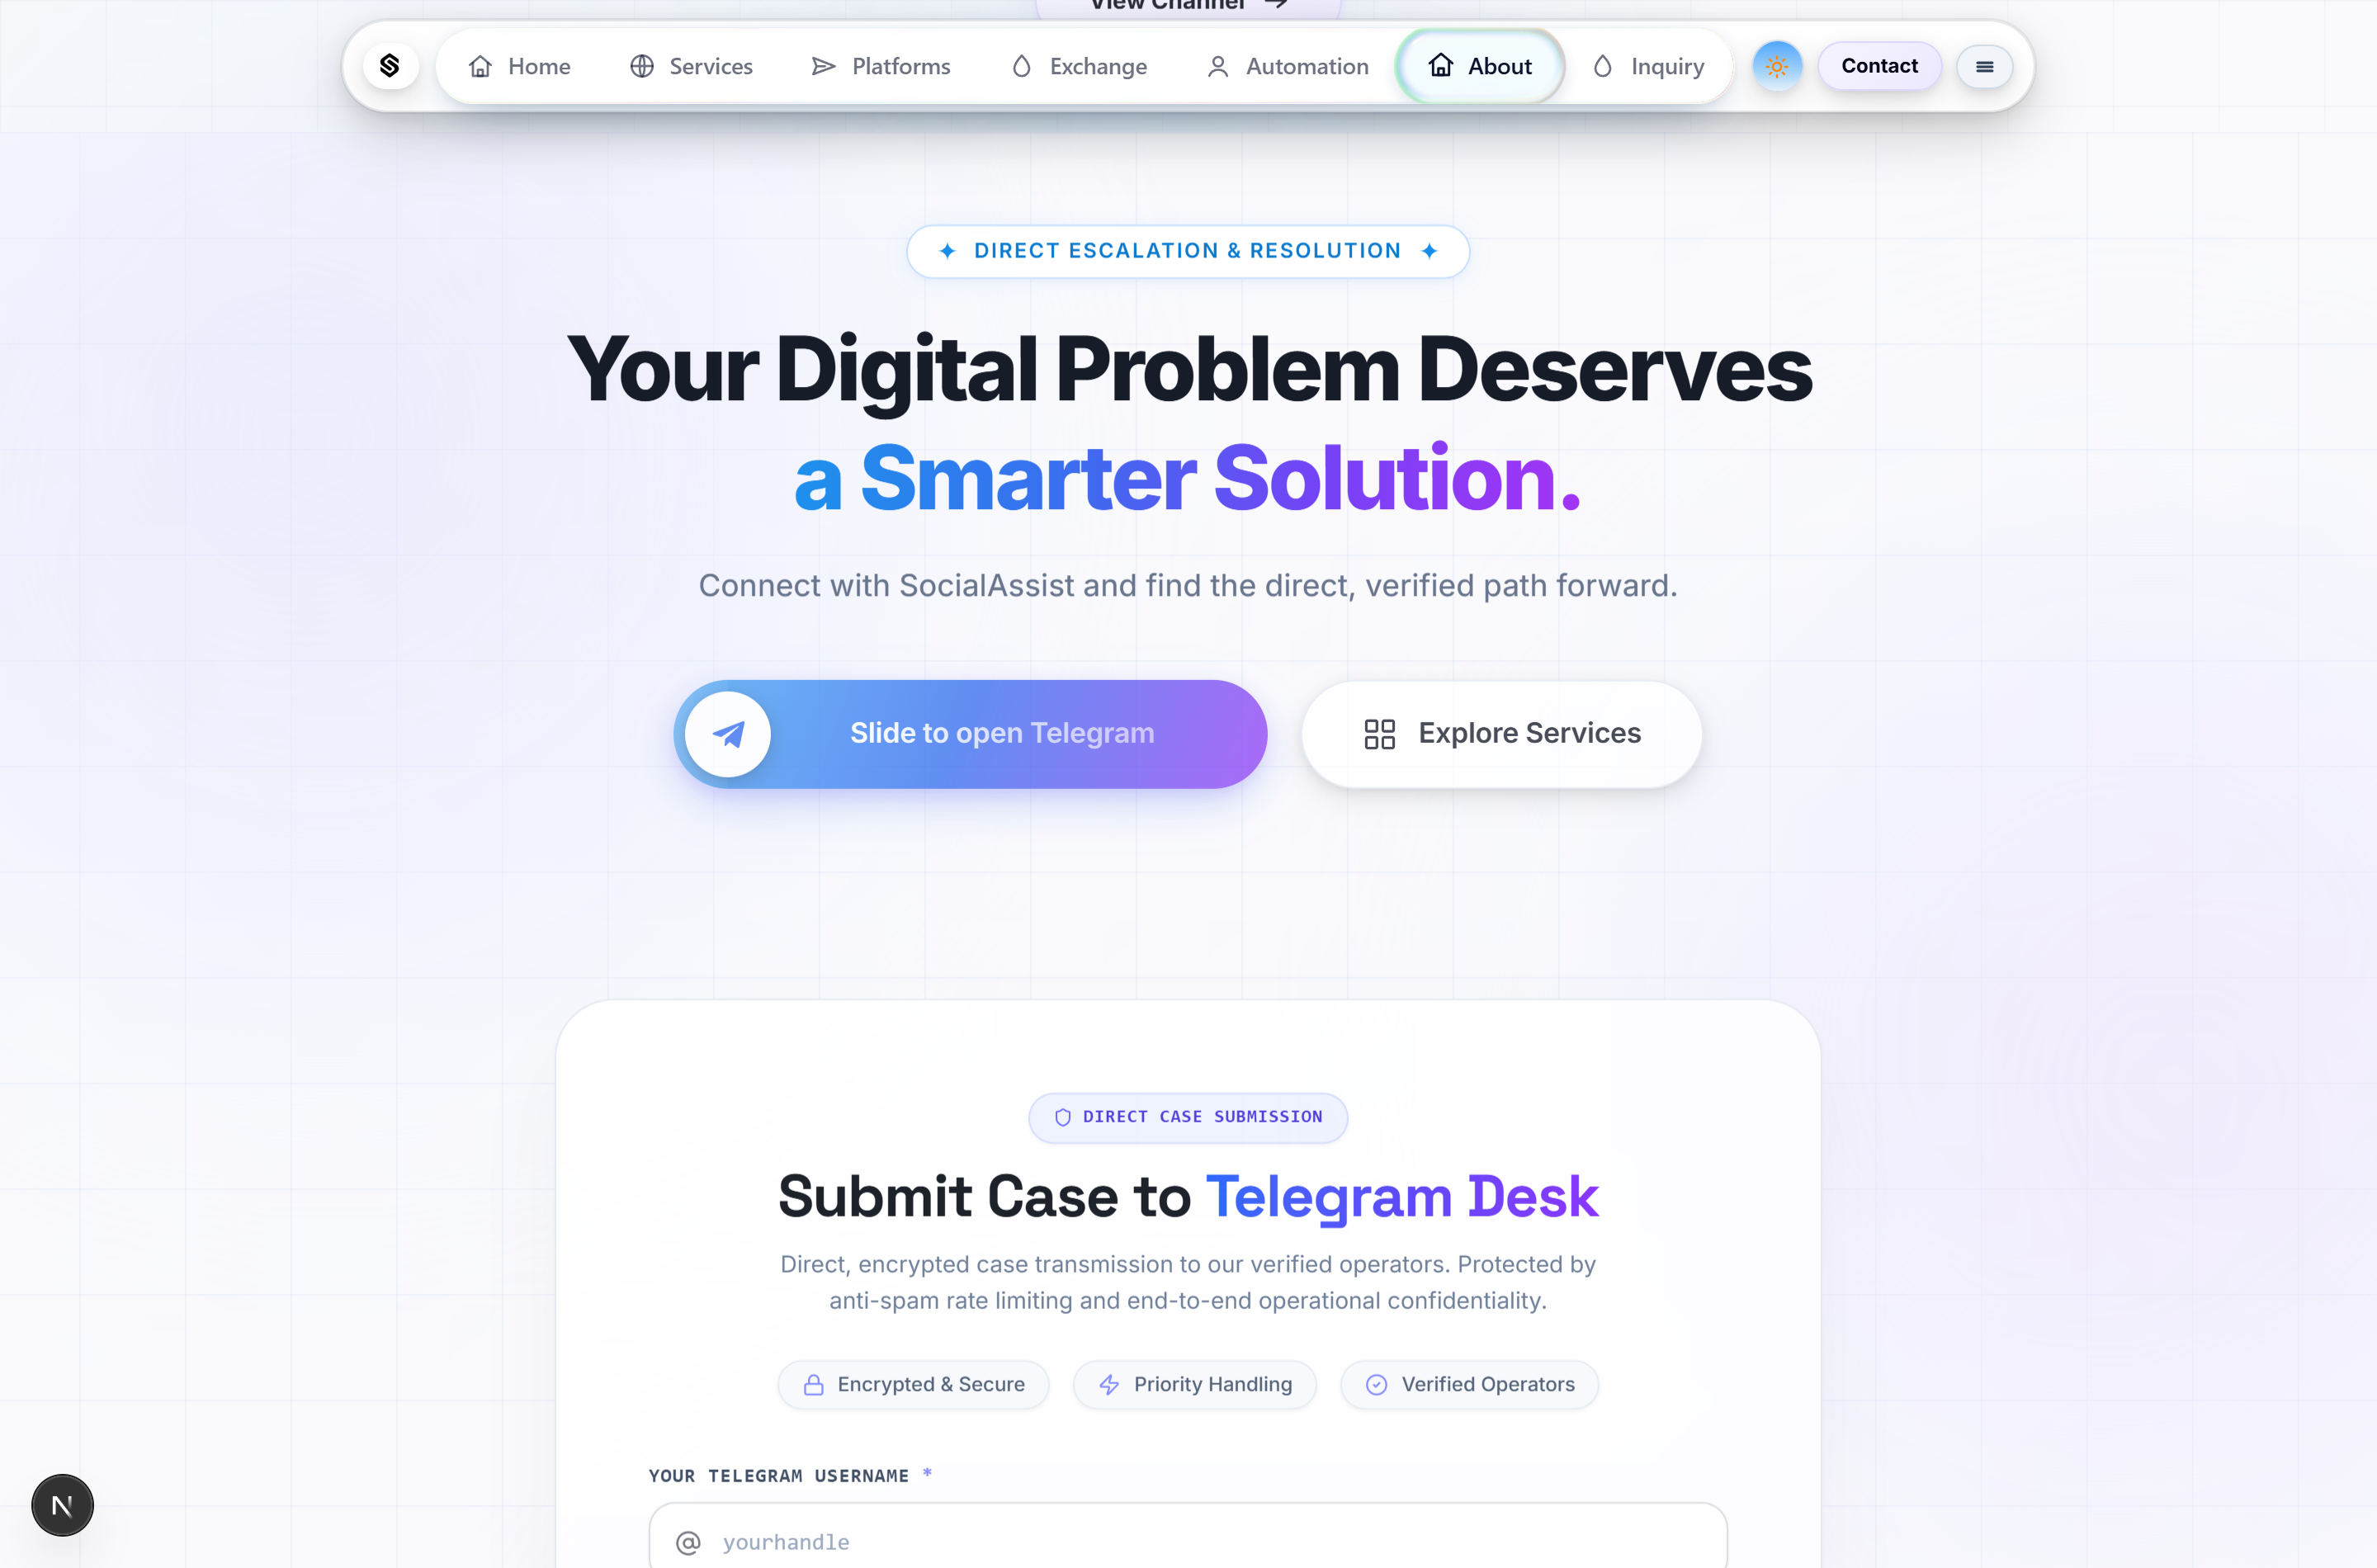 View Channel →
Home
Services
Platforms
Exchange
Automation
About
Inquiry
Contact
✦ DIRECT ESCALATION & RESOLUTION ✦
Your Digital Problem Deserves
a Smarter Solution.
Connect with SocialAssist and find the direct, verified path forward.
Slide to open Telegram
Explore Services
DIRECT CASE SUBMISSION
Submit Case to Telegram Desk
Direct, encrypted case transmission to our verified operators. Protected by
anti-spam rate limiting and end-to-end operational confidentiality.
Encrypted & Secure
Priority Handling
Verified Operators
YOUR TELEGRAM USERNAME *
@ yourhandle
N